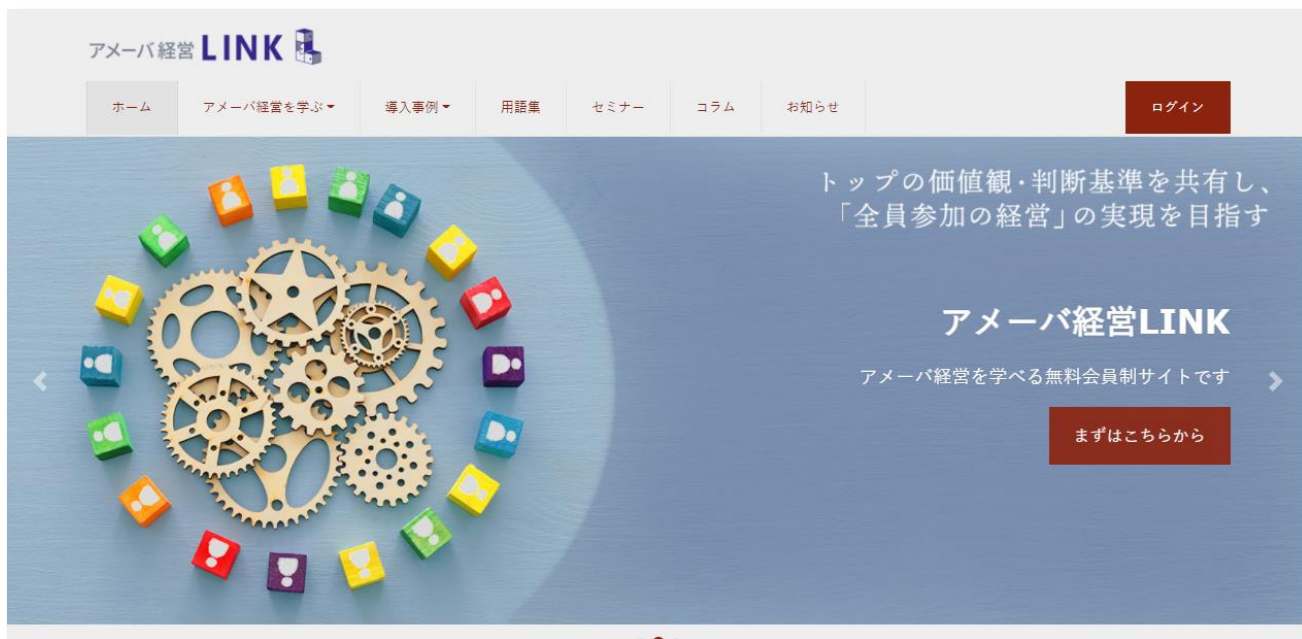 アメーバ経営 LINK
ホーム
アメーバ経営を学ぶ
導入事例
用語集
セミナー
コラム
お知らせ
ログイン
トップの価値観・判断基準を共有し、
「全員参加の経営」の実現を目指す
アメーバ経営LINK
アメーバ経営を学べる無料会員制サイトです
まずはこちらから